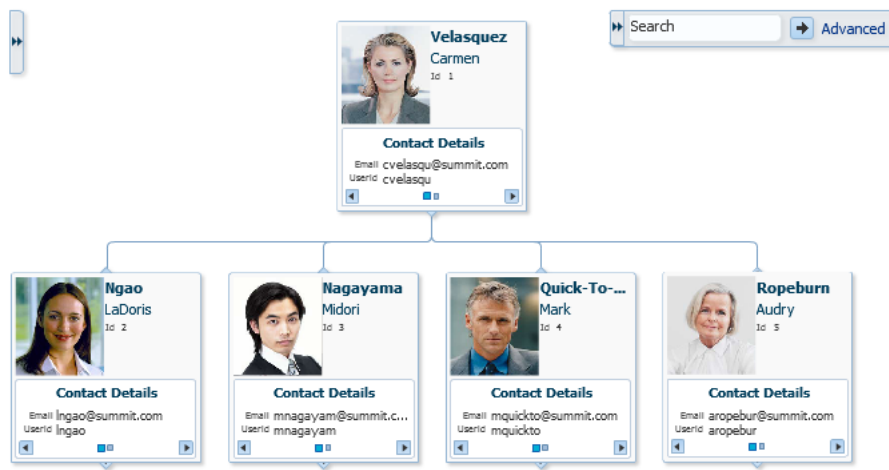 Search
Advanced
Velasquez
Carmen
Id 1
Contact Details
Email cvelasqu@summit.com
UserId cvelasqu
Ngao
LaDoris
Id 2
Contact Details
Email lngao@summit.com
UserId lngao
Nagayama
Midori
Id 3
Contact Details
Email mnagayam@summit.c...
UserId mnagayam
Quick-To-...
Mark
Id 4
Contact Details
Email mquickto@summit.com
UserId mquickto
Ropeburn
Audry
Id 5
Contact Details
Email aropebur@summit.com
UserId aropebur